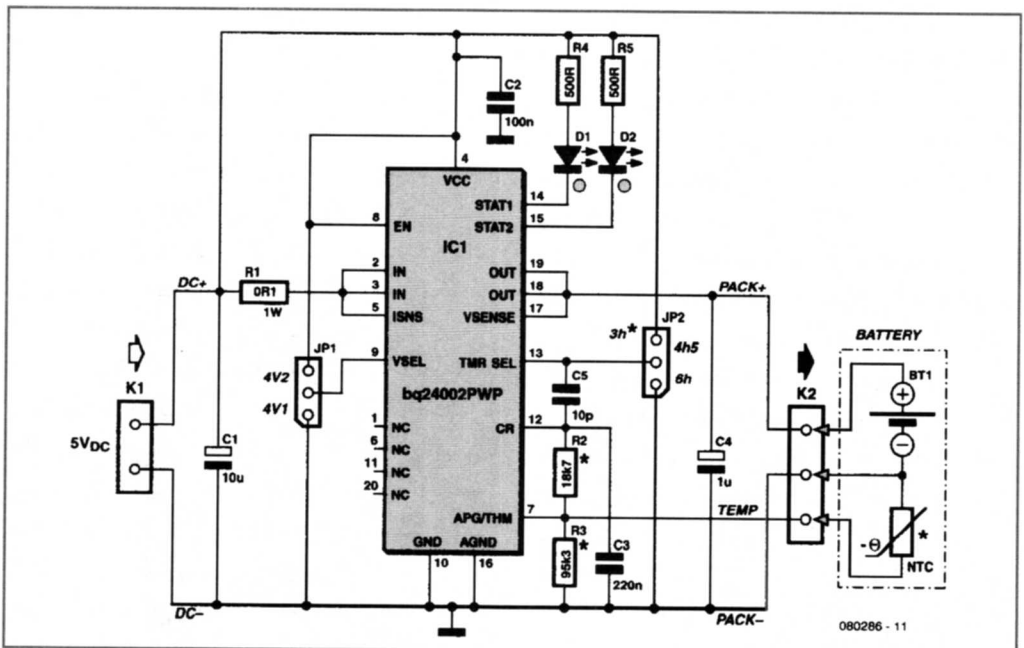 R4
R5
500R
500R
C2
100n
D1
D2
4
VCC
STAT1
14
STAT2
15
8
EN
IC1
2
IN
OUT
19
DC+
R1
0R1
1W
3
IN
OUT
18
PACK+
5
ISNS
VSENSE
17
JP2
3h*
4h5
6h
BATTERY
JP1
9
VSEL
TMR SEL
13
4V2
4V1
C5
10p
K1
5VDC
bq24002PWP
K2
BT1
+
−
1
NC
CR
12
6
NC
R2
*
18k7
11
NC
20
NC
C1
10u
C4
1u
APG/THM
7
TEMP
R3
*
95k3
C3
220n
-Θ
*
NTC
GND
AGND
10
16
DC–
PACK–
080286 - 11